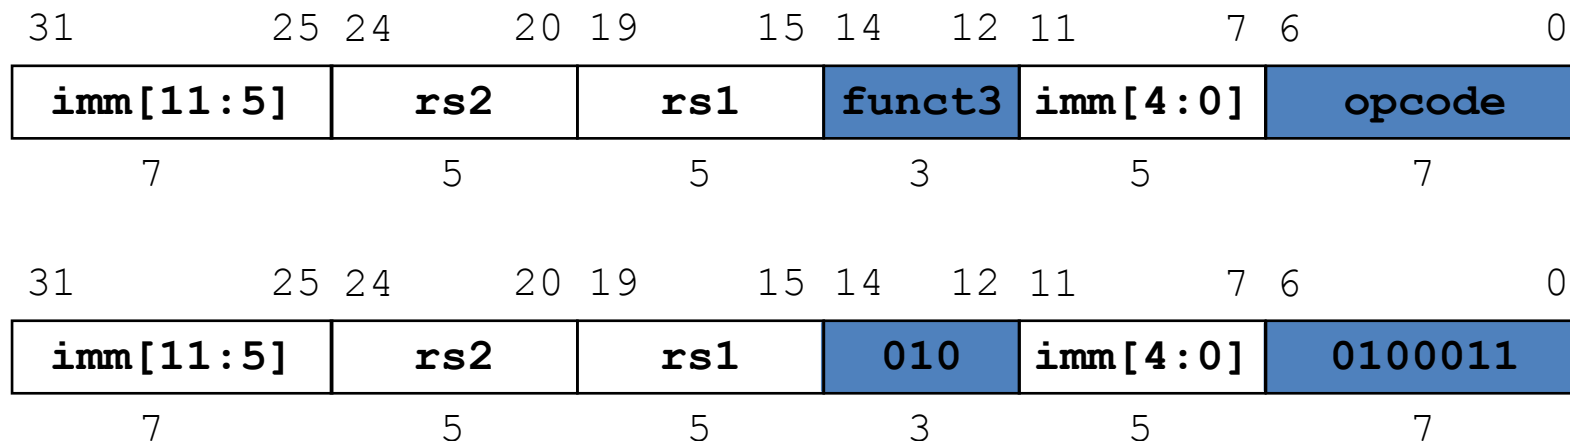 31 25 24 20 19 15 14 12 11 7 6 0
imm[11:5] rs2 rs1 funct3 imm[4:0] opcode
7 5 5 3 5 7
31 25 24 20 19 15 14 12 11 7 6 0
imm[11:5] rs2 rs1 010 imm[4:0] 0100011
7 5 5 3 5 7